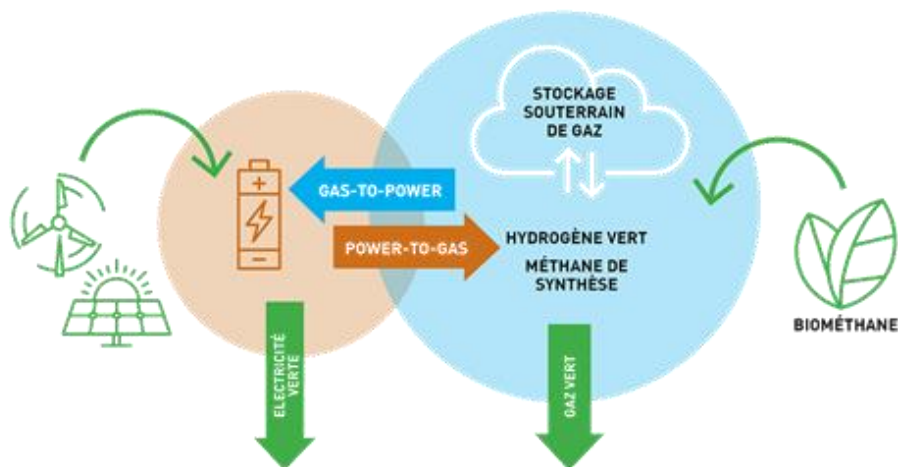 STOCKAGE
SOUTERRAIN
DE GAZ
GAS-TO-POWER
POWER-TO-GAS
HYDROGÈNE VERT
MÉTHANE DE
SYNTHÈSE
BIOMÉTHANE
ELECTRICITÉ
VERTE
GAZ VERT